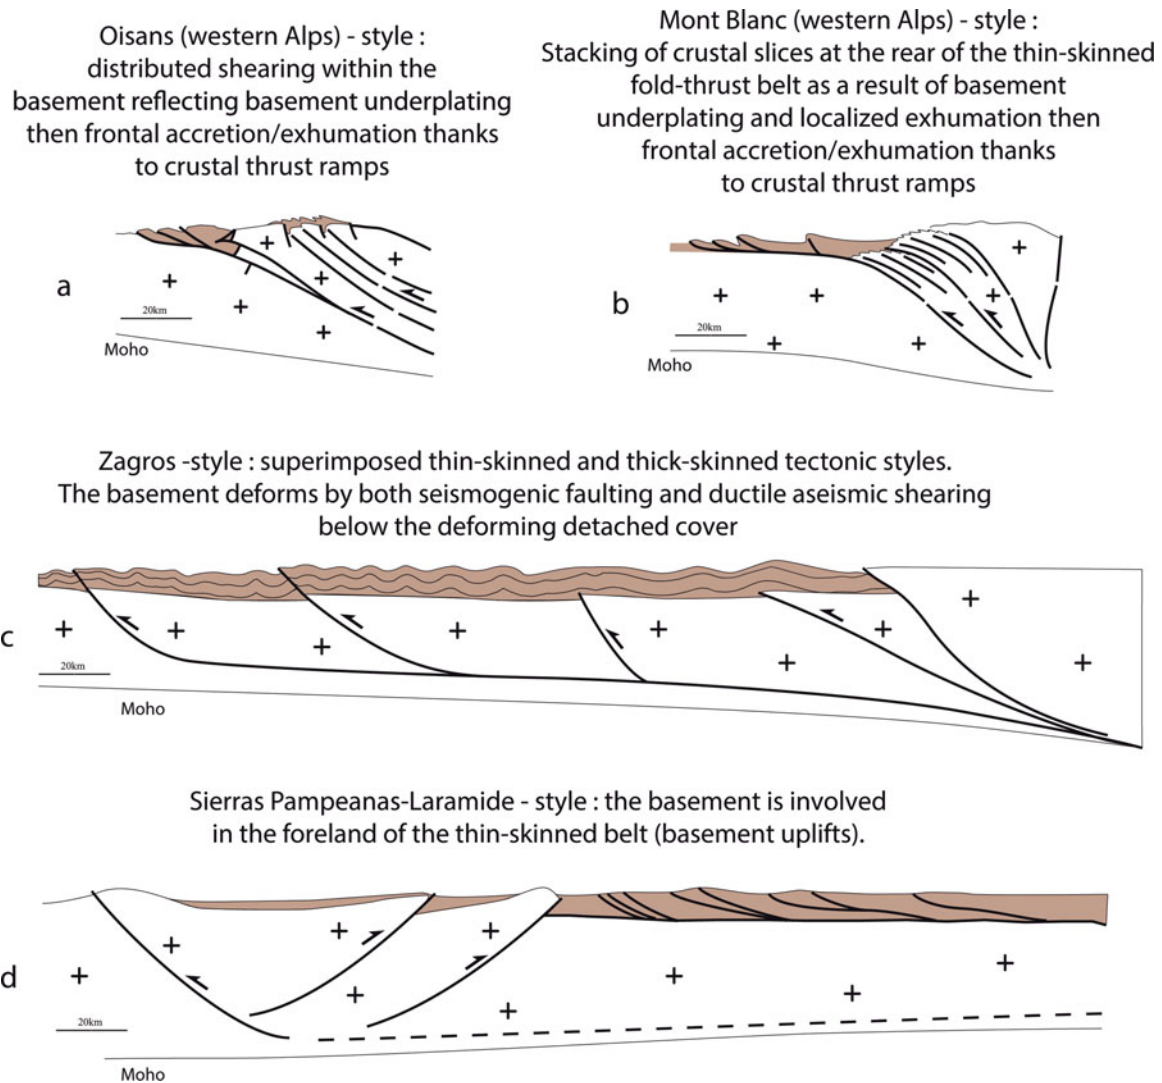 Oisans (western Alps) - style :
distributed shearing within the
basement reflecting basement underplating
then frontal accretion/exhumation thanks
to crustal thrust ramps
Mont Blanc (western Alps) - style :
Stacking of crustal slices at the rear of the thin-skinned
fold-thrust belt as a result of basement
underplating and localized exhumation then
frontal accretion/exhumation thanks
to crustal thrust ramps
a
20km
Moho
b
20km
Moho
Zagros -style : superimposed thin-skinned and thick-skinned tectonic styles.
The basement deforms by both seismogenic faulting and ductile aseismic shearing
below the deforming detached cover
c
20km
Moho
Sierras Pampeanas-Laramide - style : the basement is involved
in the foreland of the thin-skinned belt (basement uplifts).
d
20km
Moho